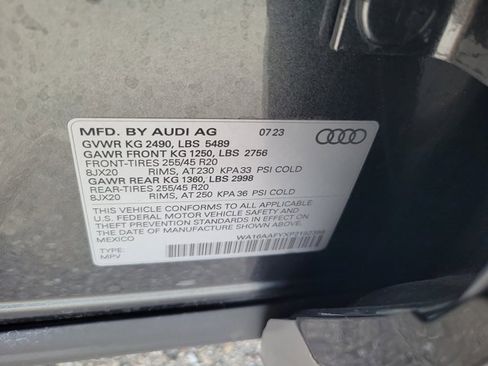 MFD. BY AUDI AG 07 23
GVWR KG 2490, LBS 5489
GAWR FRONT KG 1250, LBS 2756
FRONT-TIRES 255/45 R20
8JX20 RIMS, AT 230 KPA 33 PSI COLD
GAWR REAR KG 1360, LBS 2998
REAR-TIRES 255/45 R20
8JX20 RIMS, AT 250 KPA 36 PSI COLD
THIS VEHICLE CONFORMS TO ALL APPLICABLE
U.S. FEDERAL MOTOR VEHICLE SAFETY AND
THEFT PREVENTION STANDARDS IN EFFECT ON
THE DATE OF MANUFACTURE SHOWN ABOVE.
MEXICO
TYPE:
MPV